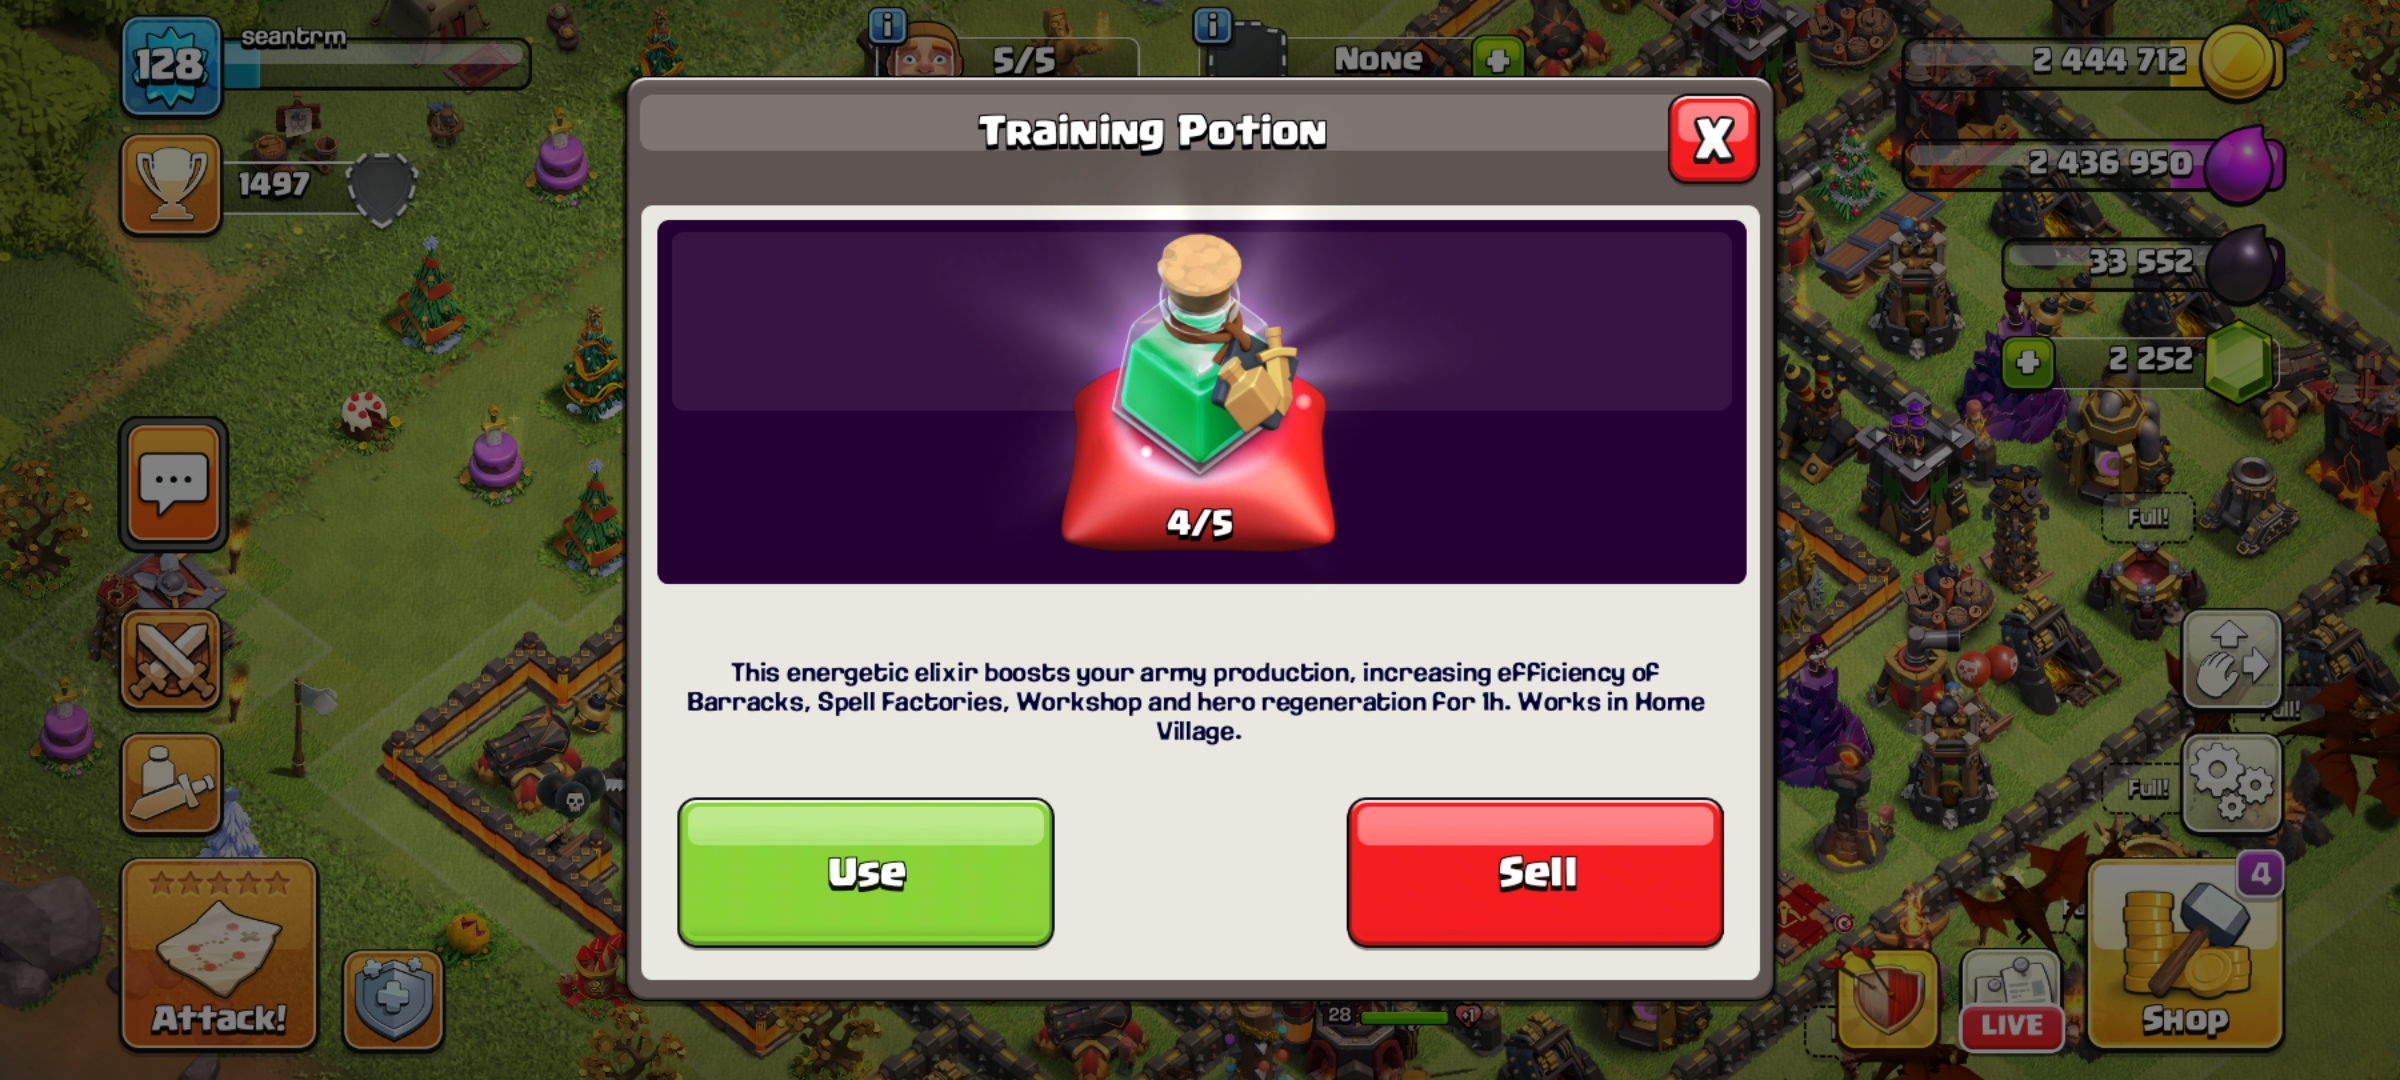 128
seantrm
5/5
None
2 444 712
1497
2 436 950
33 552
2 252
Training Potion
X
4/5
This energetic elixir boosts your army production, increasing efficiency of
Barracks, Spell Factories, Workshop and hero regeneration for 1h. Works in Home
Village.
Use
Sell
Full!
Full!
4
Attack!
28
+1
LIVE
Shop